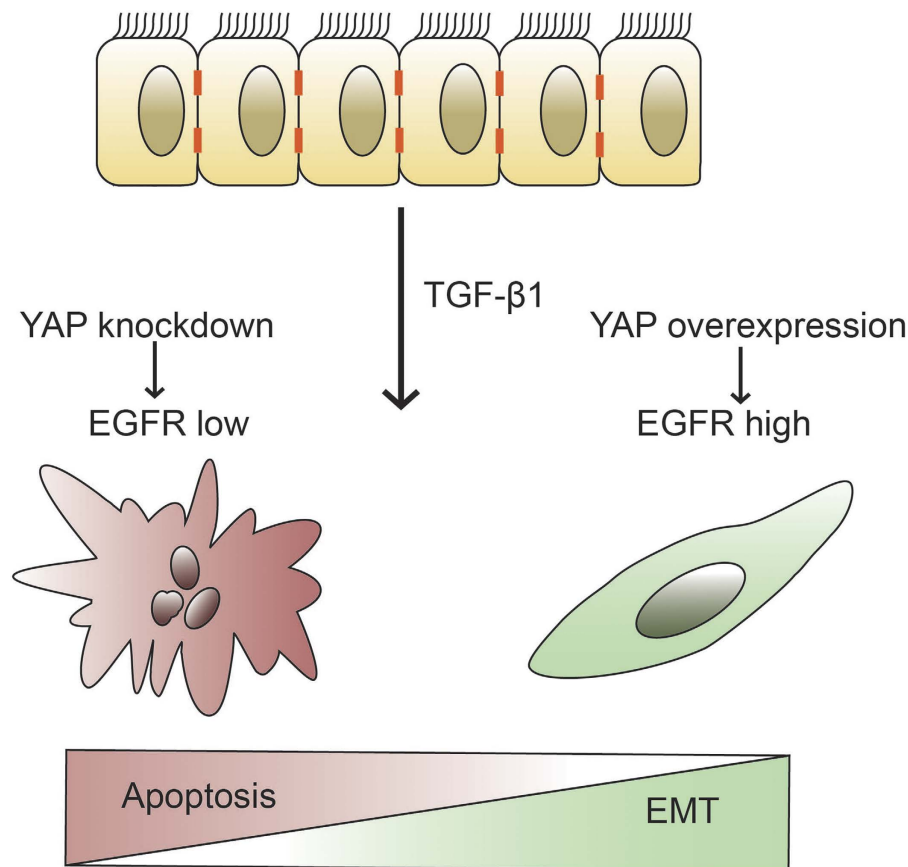 TGF-β1
YAP knockdown
YAP overexpression
EGFR low
EGFR high
Apoptosis
EMT